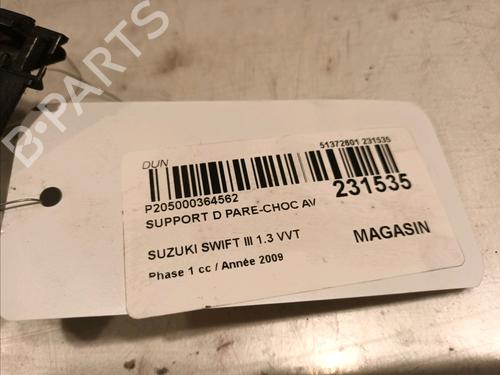 B-PARTS
DUN
51372601 231535
P205000364562
SUPPORT D PARE-CHOC AV
231535
SUZUKI SWIFT III 1.3 VVT
MAGASIN
Phase 1 cc / Année 2009